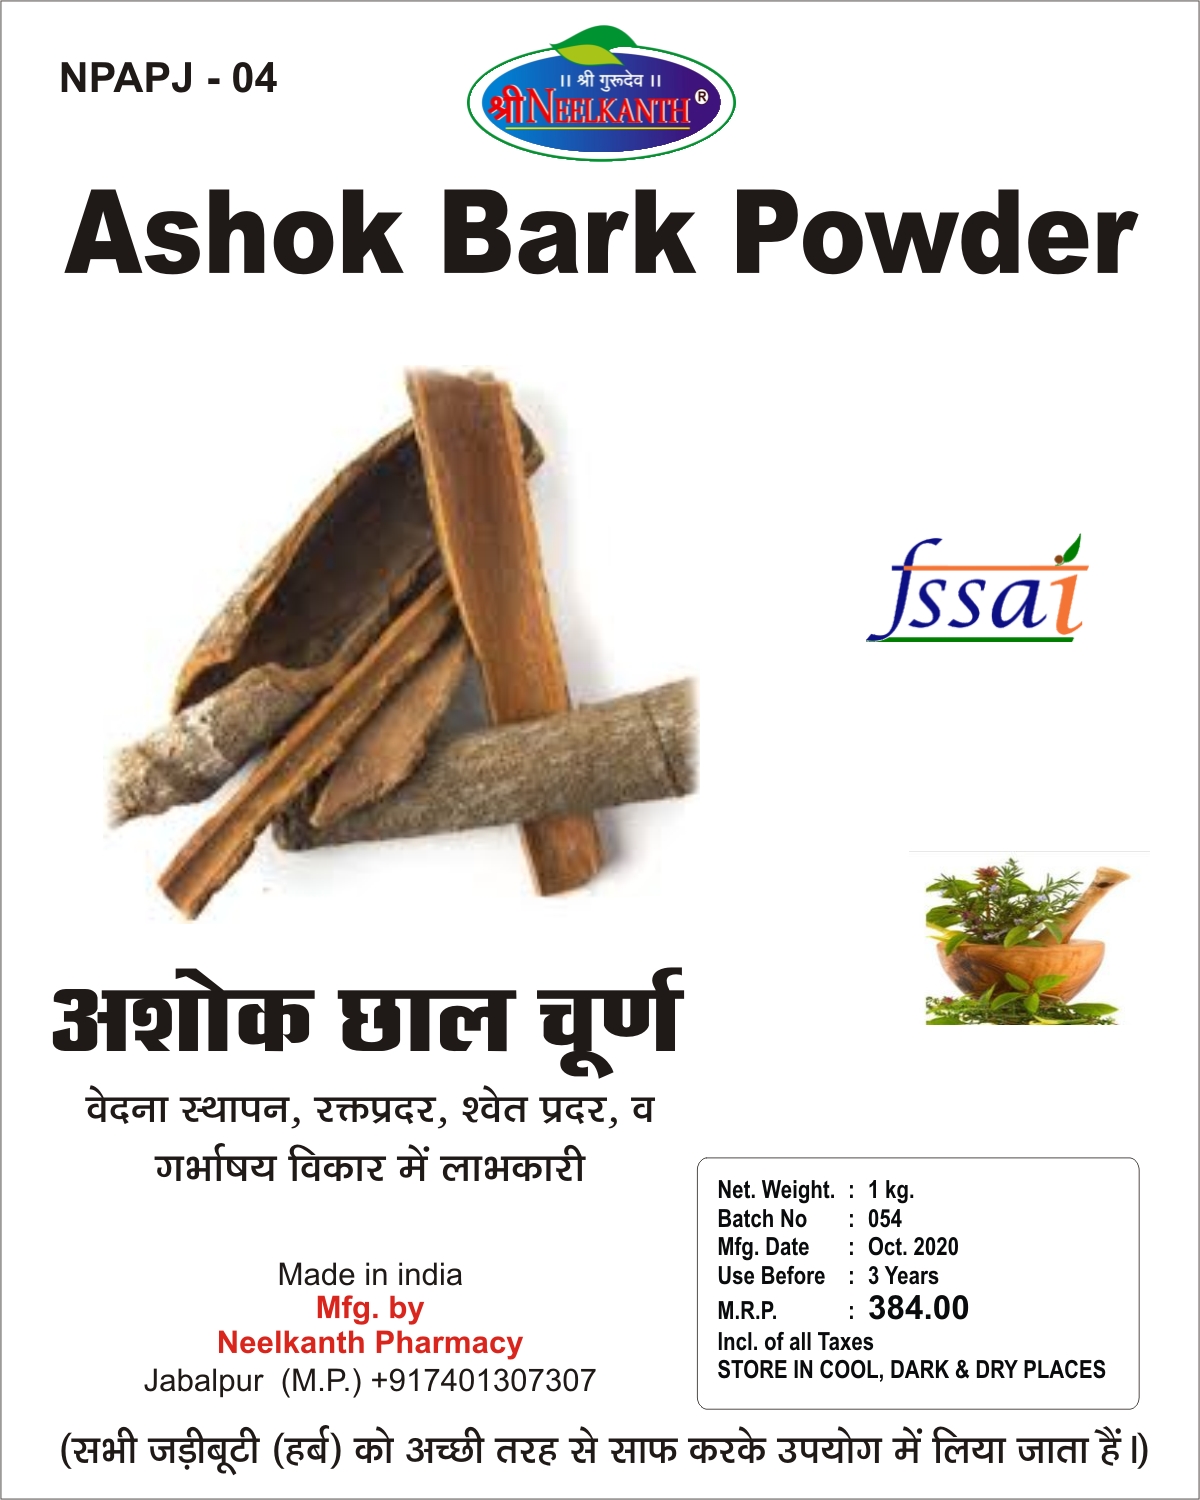 NPAPJ - 04
।। श्री गुरूदेव ।।
श्री NEELKANTH ®
Ashok Bark Powder
fssai
अशोक छाल चूर्ण
वेदना स्थापन, रक्तप्रदर, श्वेत प्रदर, व
गर्भाषय विकार में लाभकारी
Net. Weight. : 1 kg.
Batch No : 054
Mfg. Date : Oct. 2020
Use Before : 3 Years
M.R.P. : 384.00
Incl. of all Taxes
STORE IN COOL, DARK & DRY PLACES
Made in india
Mfg. by
Neelkanth Pharmacy
Jabalpur (M.P.) +917401307307
(सभी जड़ीबूटी (हर्ब) को अच्छी तरह से साफ करके उपयोग में लिया जाता हैं।)